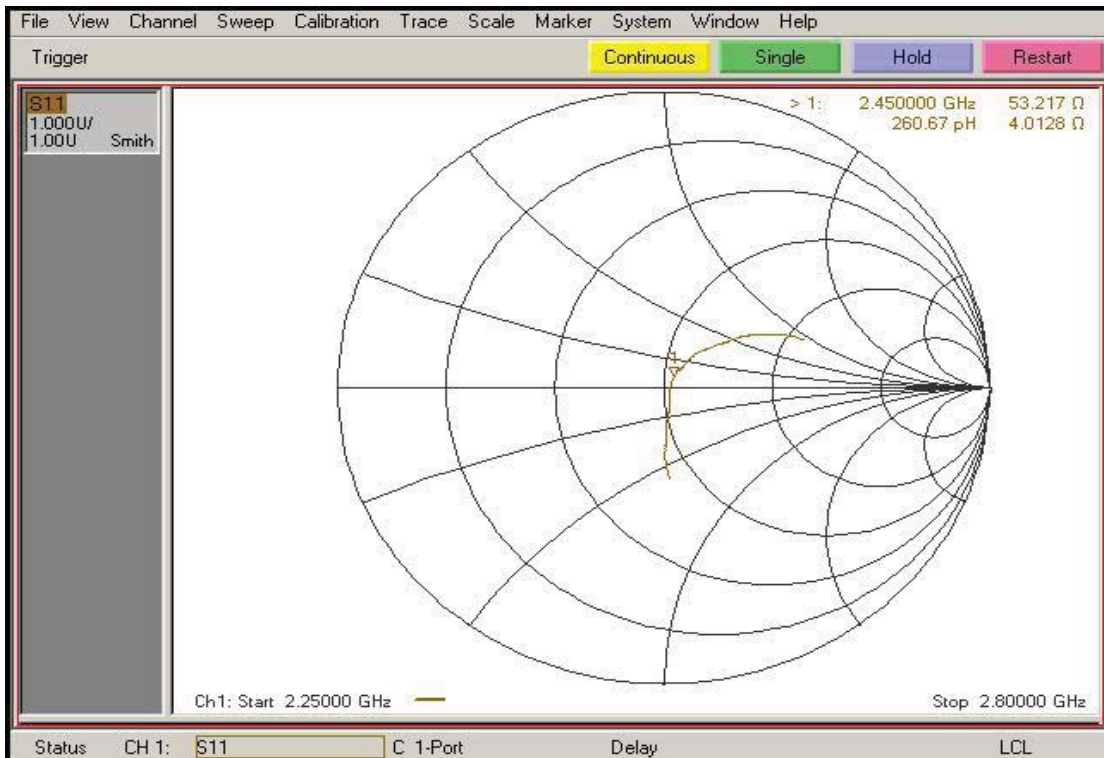 File View Channel Sweep Calibration Trace Scale Marker System Window Help
Trigger Continuous Single Hold Restart
S11
1.000U/
1.00U Smith
> 1: 2.450000 GHz 53.217 Ω
260.67 pH 4.0128 Ω
1
Ch1: Start 2.25000 GHz Stop 2.80000 GHz
Status CH 1: S11 C 1-Port Delay LCL